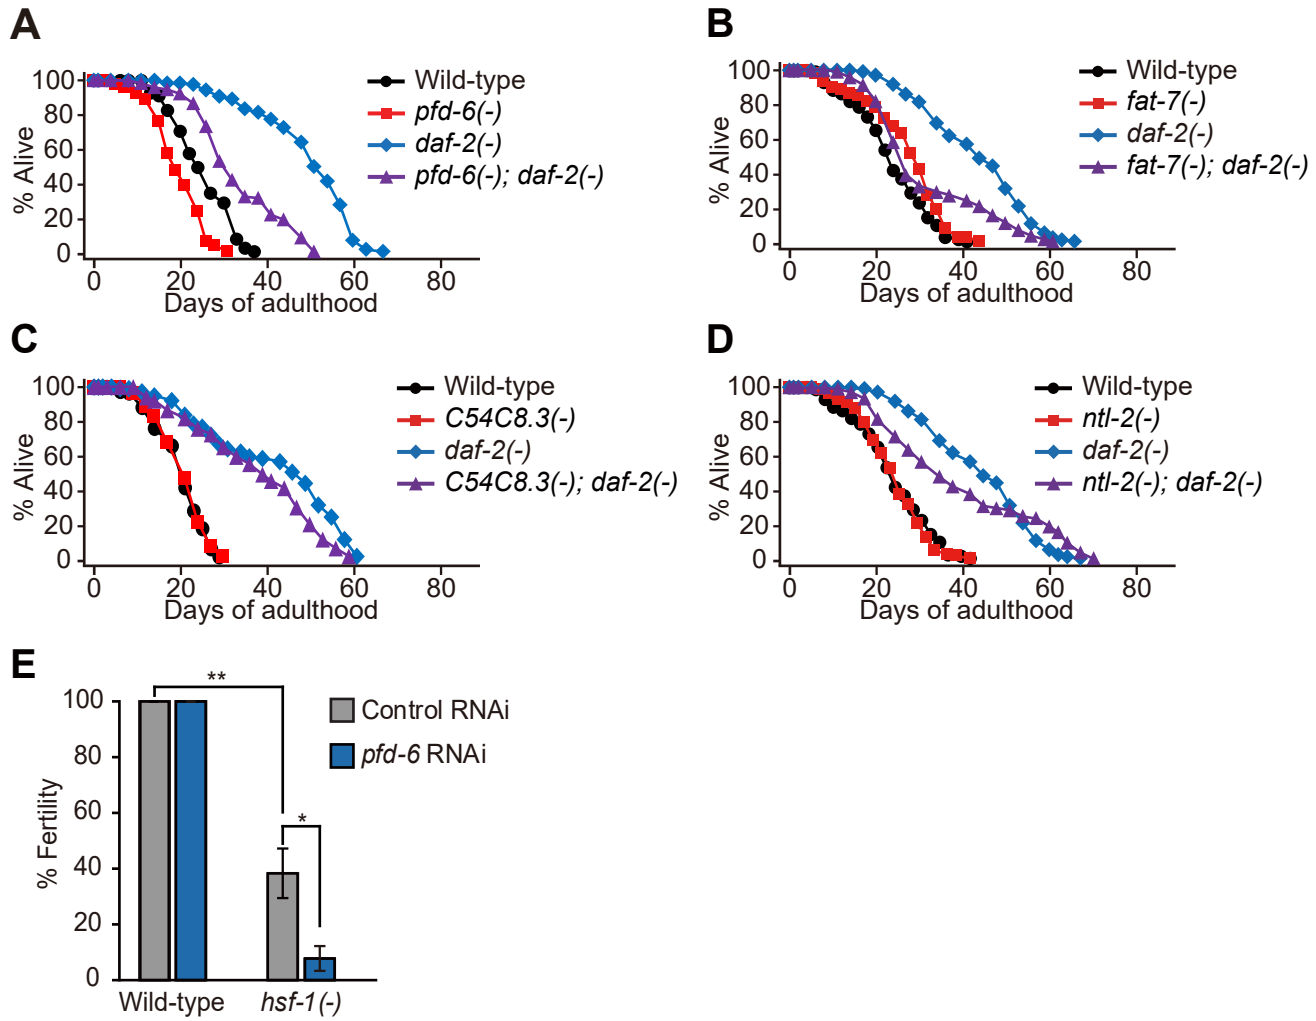 A
% Alive
100
80
60
40
20
0
0 20 40 60 80
Days of adulthood
Wild-type
pfd-6(-)
daf-2(-)
pfd-6(-); daf-2(-)
B
% Alive
100
80
60
40
20
0
0 20 40 60 80
Days of adulthood
Wild-type
fat-7(-)
daf-2(-)
fat-7(-); daf-2(-)
C
% Alive
100
80
60
40
20
0
0 20 40 60 80
Days of adulthood
Wild-type
C54C8.3(-)
daf-2(-)
C54C8.3(-); daf-2(-)
D
% Alive
100
80
60
40
20
0
0 20 40 60 80
Days of adulthood
Wild-type
ntl-2(-)
daf-2(-)
ntl-2(-); daf-2(-)
E
% Fertility
100
80
60
40
20
0
**
*
Wild-type hsf-1(-)
Control RNAi
pfd-6 RNAi